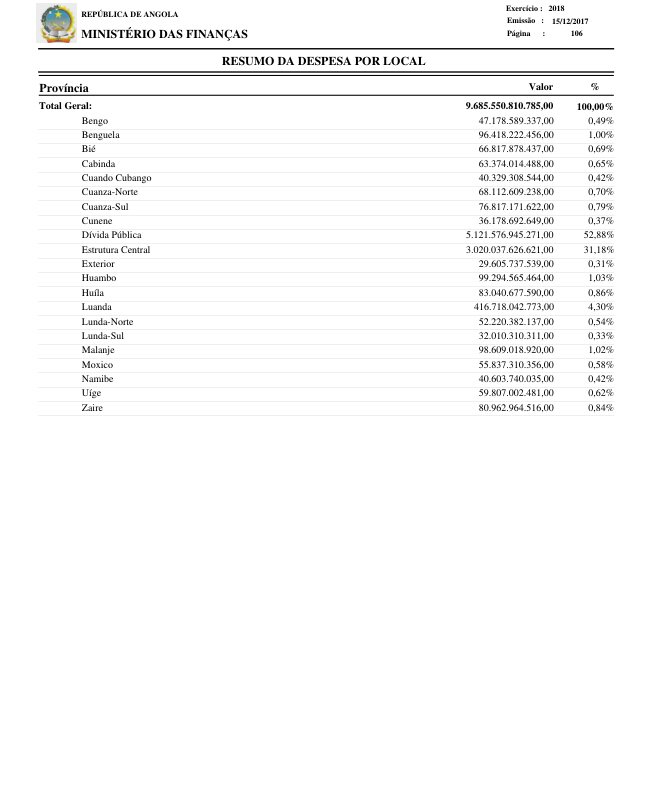 REPÚBLICA DE ANGOLA
MINISTÉRIO DAS FINANÇAS
Exercício : 2018
Emissão : 15/12/2017
Página : 106
RESUMO DA DESPESA POR LOCAL
Província Valor %
Total Geral: 9.685.550.810.785,00 100,00%
Bengo 47.178.589.337,00 0,49%
Benguela 96.418.222.456,00 1,00%
Bié 66.817.878.437,00 0,69%
Cabinda 63.374.014.488,00 0,65%
Cuando Cubango 40.329.308.544,00 0,42%
Cuanza-Norte 68.112.609.238,00 0,70%
Cuanza-Sul 76.817.171.622,00 0,79%
Cunene 36.178.692.649,00 0,37%
Dívida Pública 5.121.576.945.271,00 52,88%
Estrutura Central 3.020.037.626.621,00 31,18%
Exterior 29.605.737.539,00 0,31%
Huambo 99.294.565.464,00 1,03%
Huíla 83.040.677.590,00 0,86%
Luanda 416.718.042.773,00 4,30%
Lunda-Norte 52.220.382.137,00 0,54%
Lunda-Sul 32.010.310.311,00 0,33%
Malanje 98.609.018.920,00 1,02%
Moxico 55.837.310.356,00 0,58%
Namibe 40.603.740.035,00 0,42%
Uíge 59.807.002.481,00 0,62%
Zaire 80.962.964.516,00 0,84%